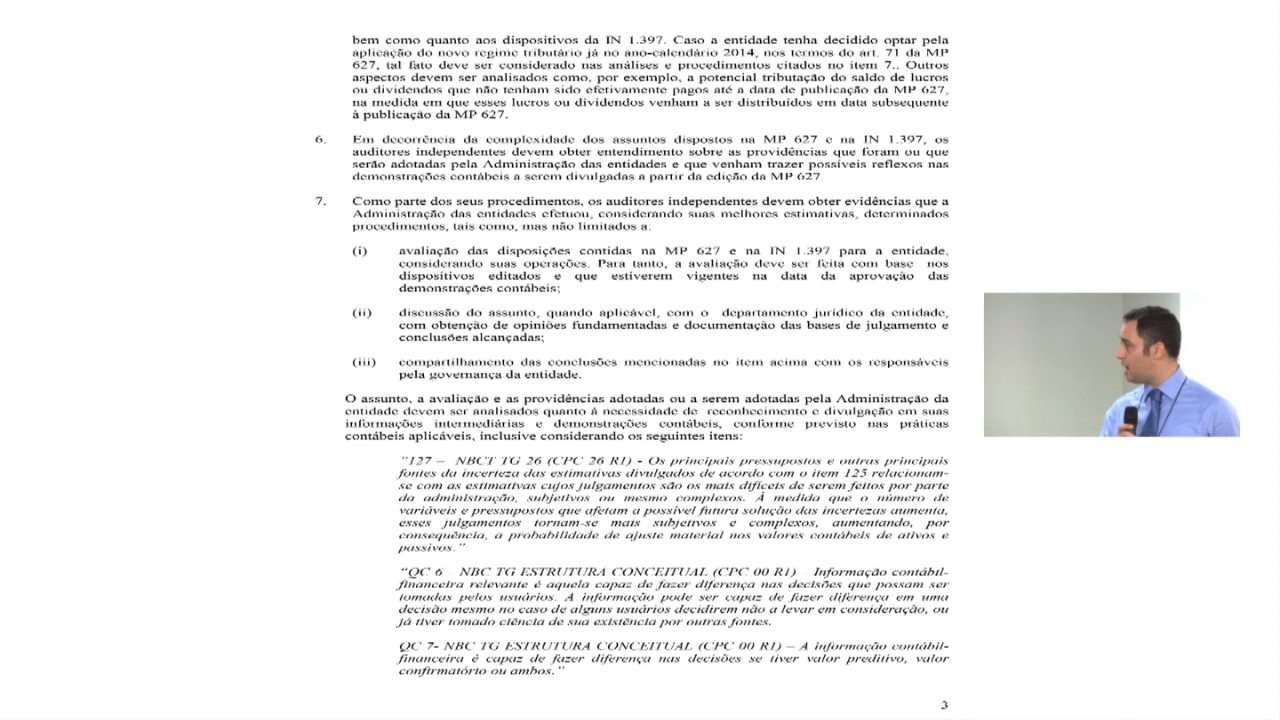 bem como quanto aos dispositivos da IN 1.397. Caso a entidade tenha decidido optar pela
aplicação do novo regime tributário já no ano-calendário 2014, nos termos do art. 71 da MP
627, tal fato deve ser considerado nas análises e procedimentos citados no item 7.. Outros
aspectos devem ser analisados como, por exemplo, a potencial tributação do saldo de lucros
ou dividendos que não tenham sido efetivamente pagos até a data de publicação da MP 627,
na medida em que esses lucros ou dividendos venham a ser distribuídos em data subsequente
à publicação da MP 627.
6. Em decorrência da complexidade dos assuntos dispostos na MP 627 e na IN 1.397, os
auditores independentes devem obter entendimento sobre as providências que foram ou que
serão adotadas pela Administração das entidades e que venham trazer possíveis reflexos nas
demonstrações contábeis a serem divulgadas a partir da edição da MP 627.
7. Como parte dos seus procedimentos, os auditores independentes devem obter evidências que a
Administração das entidades efetuou, considerando suas melhores estimativas, determinados
procedimentos, tais como, mas não limitados a:
(i) avaliação das disposições contidas na MP 627 e na IN 1.397 para a entidade,
considerando suas operações. Para tanto, a avaliação deve ser feita com base nos
dispositivos editados e que estiverem vigentes na data da aprovação das
demonstrações contábeis;
(ii) discussão do assunto, quando aplicável, com o departamento jurídico da entidade,
com obtenção de opiniões fundamentadas e documentação das bases de julgamento e
conclusões alcançadas;
(iii) compartilhamento das conclusões mencionadas no item acima com os responsáveis
pela governança da entidade.
O assunto, a avaliação e as providências adotadas ou a serem adotadas pela Administração da
entidade devem ser analisados quanto à necessidade de reconhecimento e divulgação em suas
informações intermediárias e demonstrações contábeis, conforme previsto nas práticas
contábeis aplicáveis, inclusive considerando os seguintes itens:
"127 – NBCT TG 26 (CPC 26 R1) - Os principais pressupostos e outras principais
fontes da incerteza das estimativas divulgados de acordo com o item 125 relacionam-
se com as estimativas cujos julgamentos são os mais difíceis de serem feitos por parte
da administração, subjetivos ou mesmo complexos. À medida que o número de
variáveis e pressupostos que afetam a possível futura solução das incertezas aumenta,
esses julgamentos tornam-se mais subjetivos e complexos, aumentando, por
consequência, a probabilidade de ajuste material nos valores contábeis de ativos e
passivos."
"QC 6 – NBC TG ESTRUTURA CONCEITUAL (CPC 00 R1) – Informação contábil-
financeira relevante é aquela capaz de fazer diferença nas decisões que possam ser
tomadas pelos usuários. A informação pode ser capaz de fazer diferença em uma
decisão mesmo no caso de alguns usuários decidirem não a levar em consideração, ou
já tiver tomado ciência de sua existência por outras fontes.
QC 7- NBC TG ESTRUTURA CONCEITUAL (CPC 00 R1) – A informação contábil-
financeira é capaz de fazer diferença nas decisões se tiver valor preditivo, valor
confirmatório ou ambos."
3